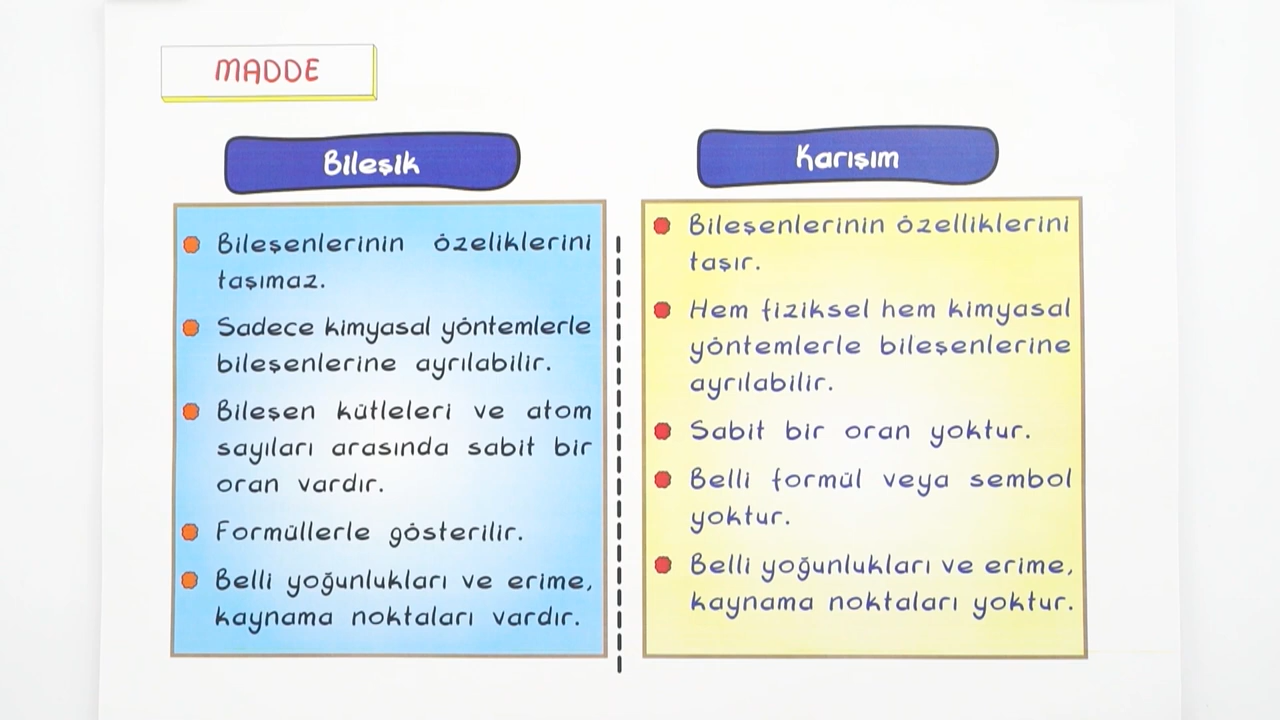 MADDE
Bileşik
Bileşenlerinin özeliklerini
taşımaz.
Sadece kimyasal yöntemlerle
bileşenlerine ayrılabilir.
Bileşen kütleleri ve atom
sayıları arasında sabit bir
oran vardır.
Formüllerle gösterilir.
Belli yoğunlukları ve erime,
kaynama noktaları vardır.
Karışım
Bileşenlerinin özelliklerini
taşır.
Hem fiziksel hem kimyasal
yöntemlerle bileşenlerine
ayrılabilir.
Sabit bir oran yoktur.
Belli formül veya sembol
yoktur.
Belli yoğunlukları ve erime,
kaynama noktaları yoktur.